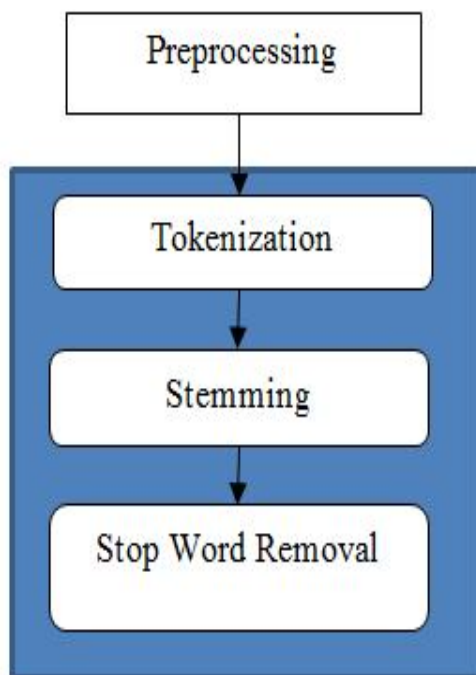 Preprocessing
Tokenization
Stemming
Stop Word Removal